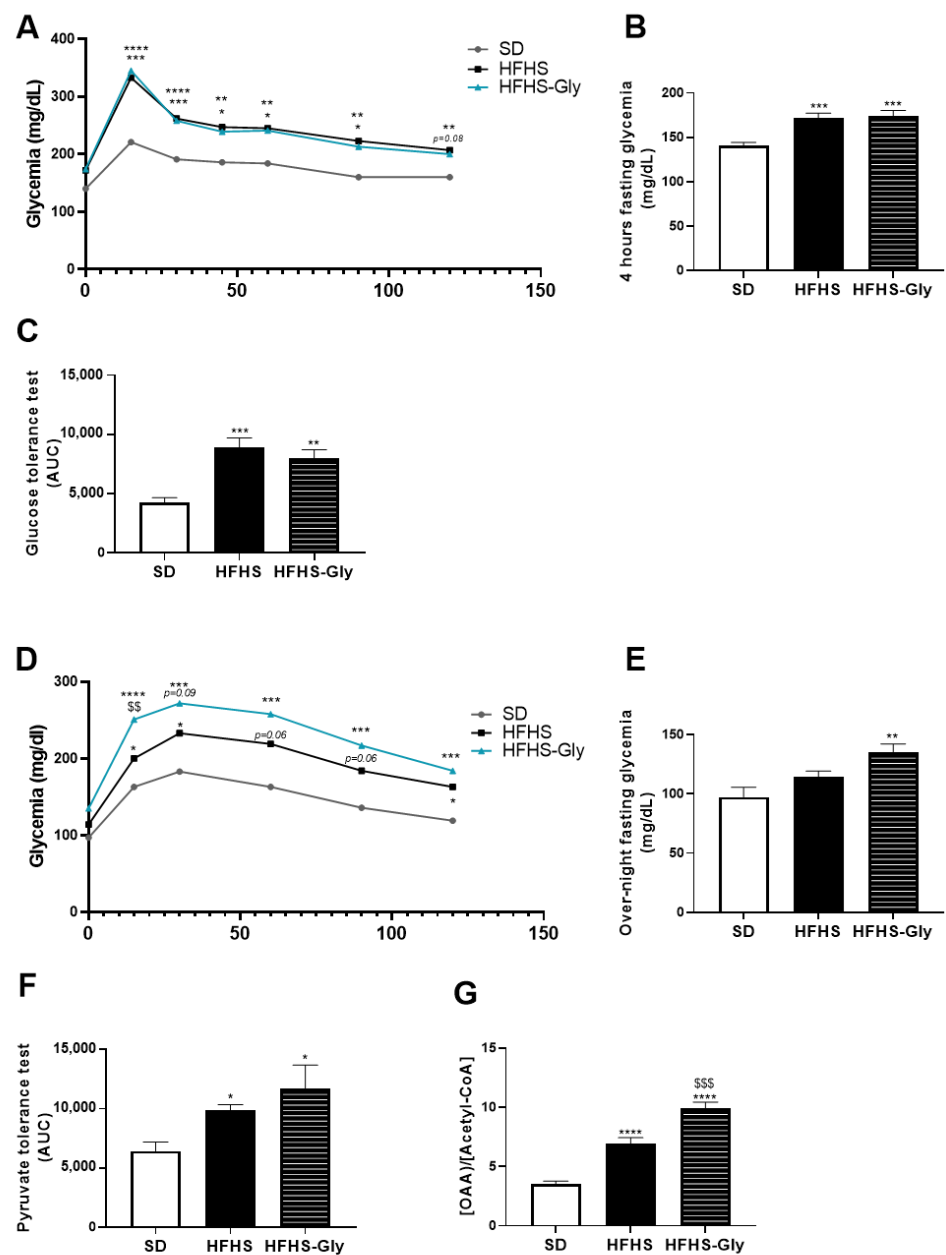 A
Glycemia (mg/dL)
400
300
200
100
0
0
50
100
150
****
***
****
***
**
*
**
*
**
*
**
p=0.08
SD
HFHS
HFHS-Gly
B
4 hours fasting glycemia
(mg/dL)
200
150
100
50
0
***
***
SD
HFHS
HFHS-Gly
C
Glucose tolerance test
(AUC)
15,000
10,000
5,000
0
***
**
SD
HFHS
HFHS-Gly
D
Glycemia (mg/dl)
300
200
100
0
0
50
100
150
****
$$
*
***
p=0.09
*
***
p=0.06
***
p=0.06
***
*
SD
HFHS
HFHS-Gly
E
Over-night fasting glycemia
(mg/dL)
150
100
50
0
**
SD
HFHS
HFHS-Gly
F
Pyruvate tolerance test
(AUC)
15,000
10,000
5,000
0
*
*
SD
HFHS
HFHS-Gly
G
[OAA)/[Acetyl-CoA]
15
10
5
0
****
$$$
****
SD
HFHS
HFHS-Gly